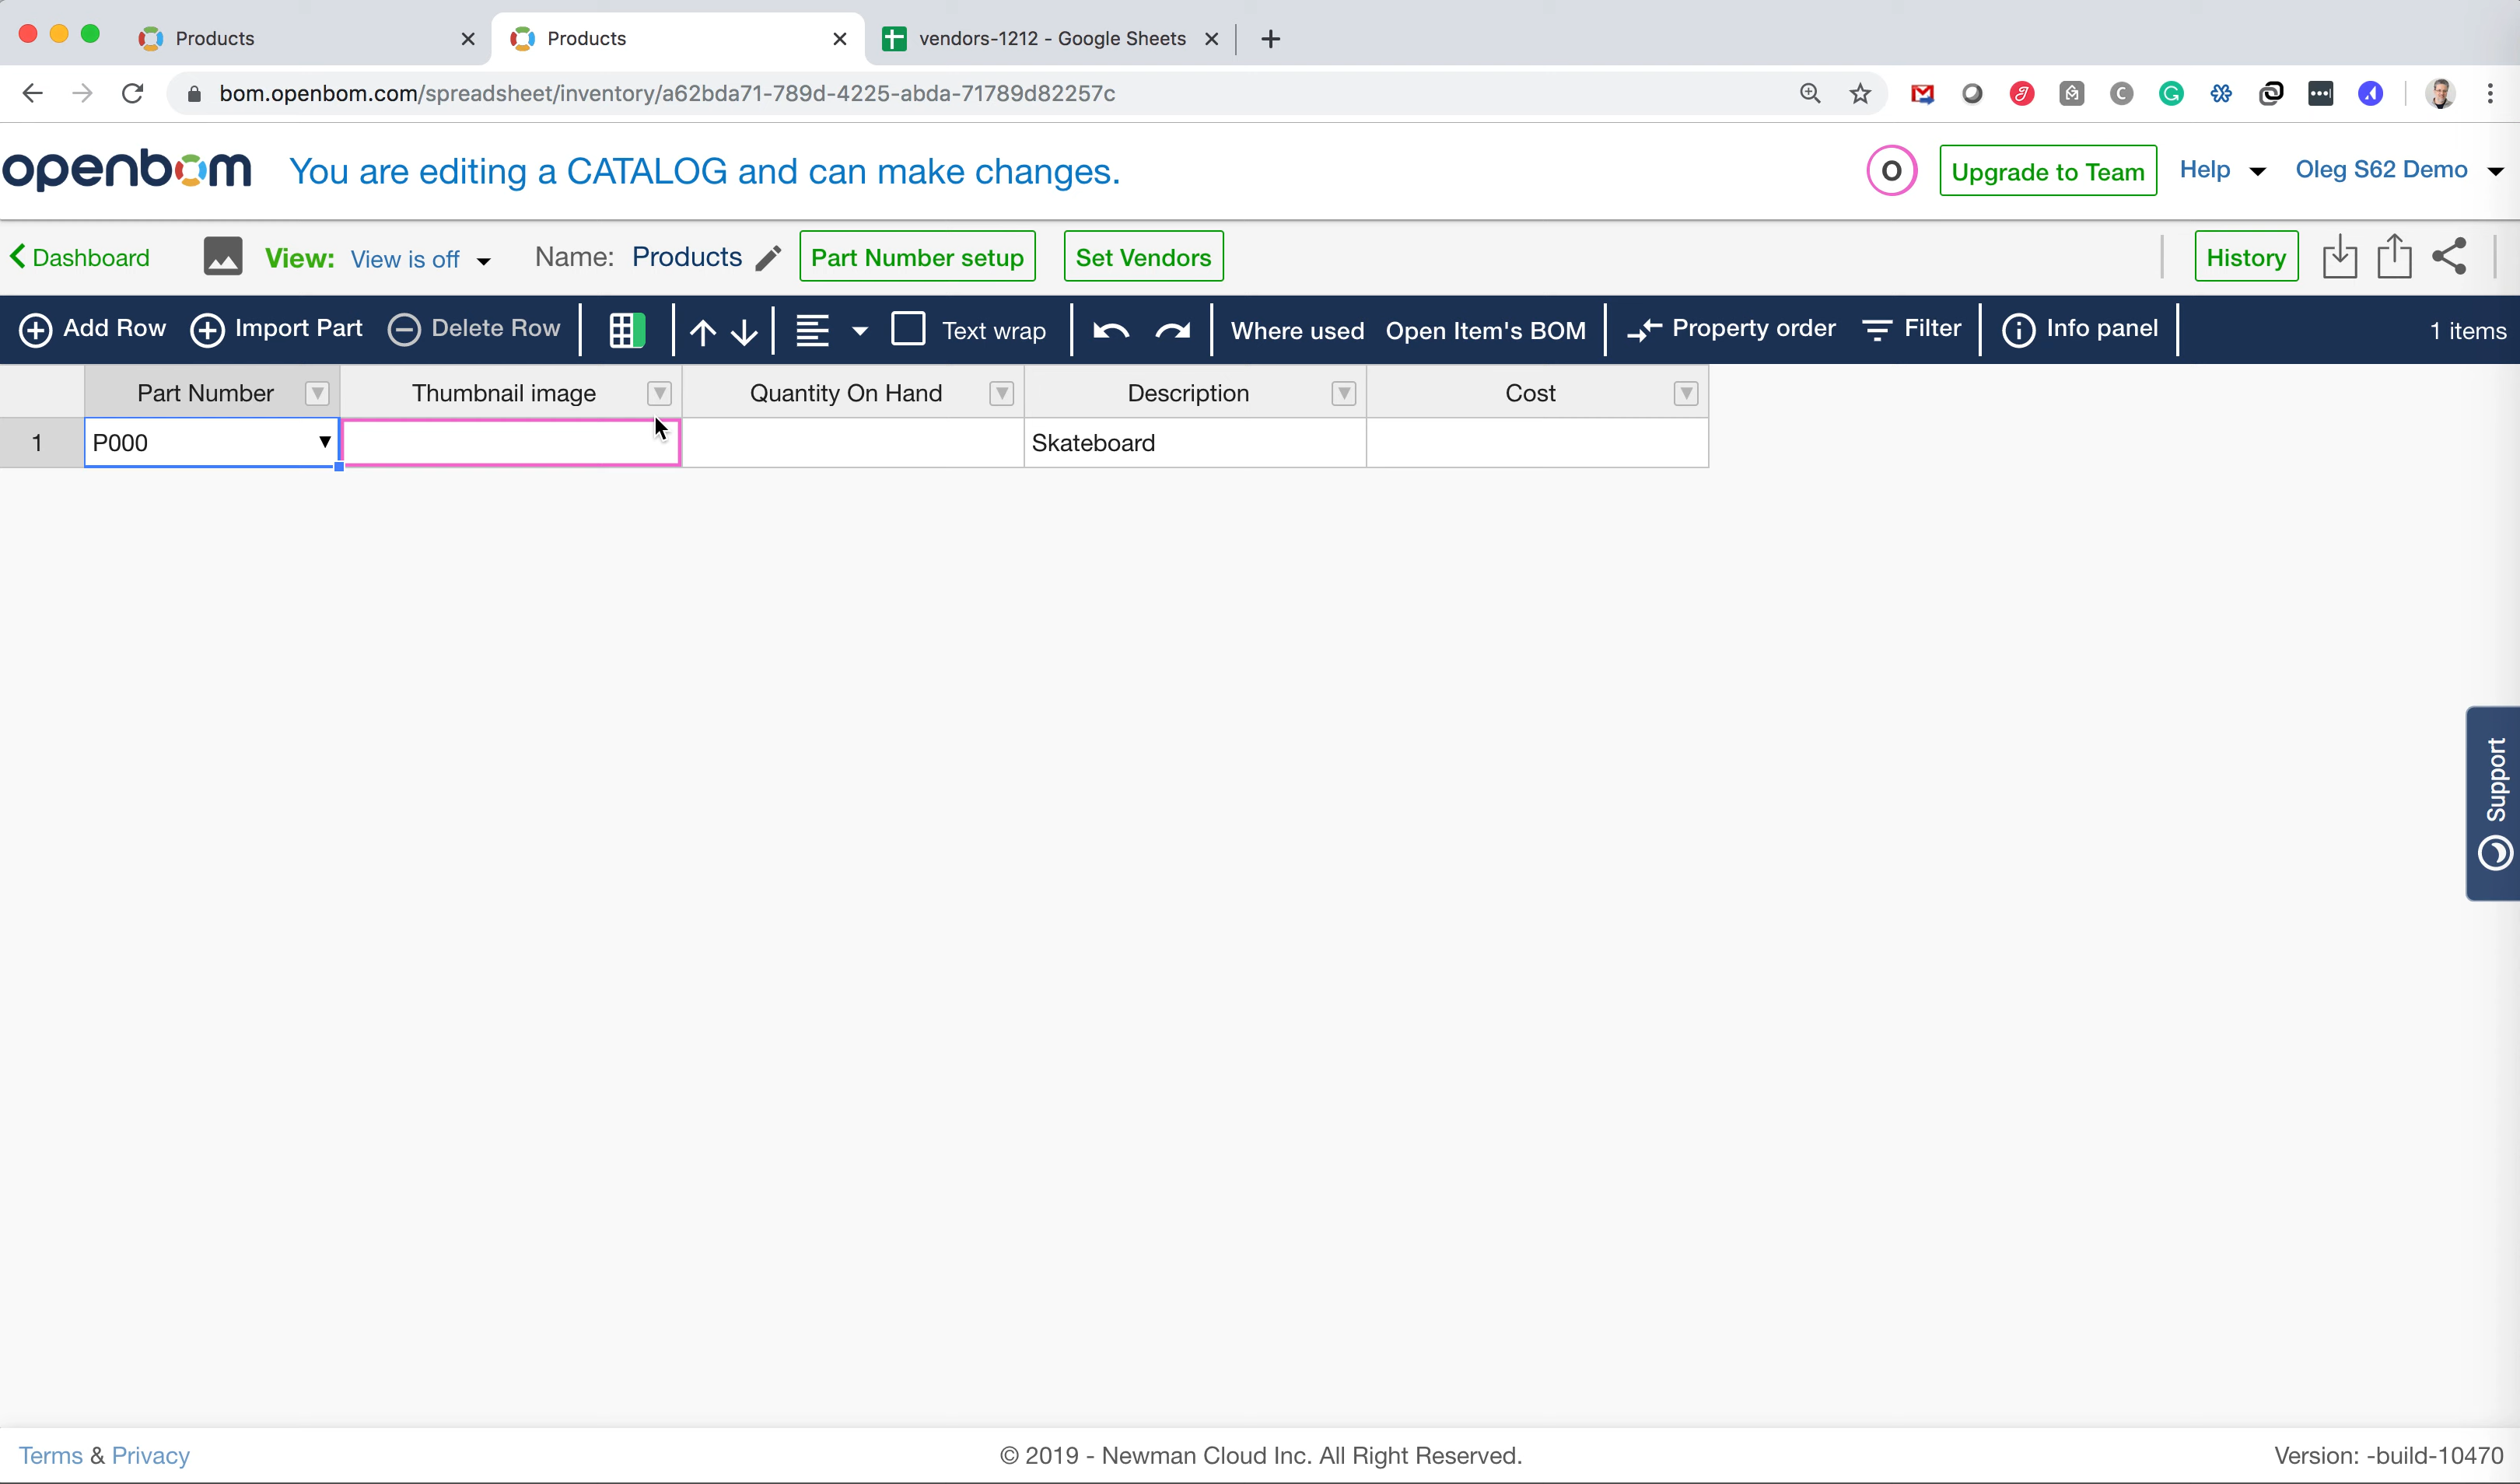 Products
Products
vendors-1212 - Google Sheets
bom.openbom.com/spreadsheet/inventory/a62bda71-789d-4225-abda-71789d82257c
openbom You are editing a CATALOG and can make changes. O Upgrade to Team Help Oleg S62 Demo
Dashboard View: View is off Name: Products Part Number setup Set Vendors History
Add Row Import Part Delete Row Text wrap Where used Open Item's BOM Property order Filter Info panel 1 items
Part Number Thumbnail image Quantity On Hand Description Cost
1 P000 Skateboard
Support
Terms & Privacy © 2019 - Newman Cloud Inc. All Right Reserved. Version: -build-10470